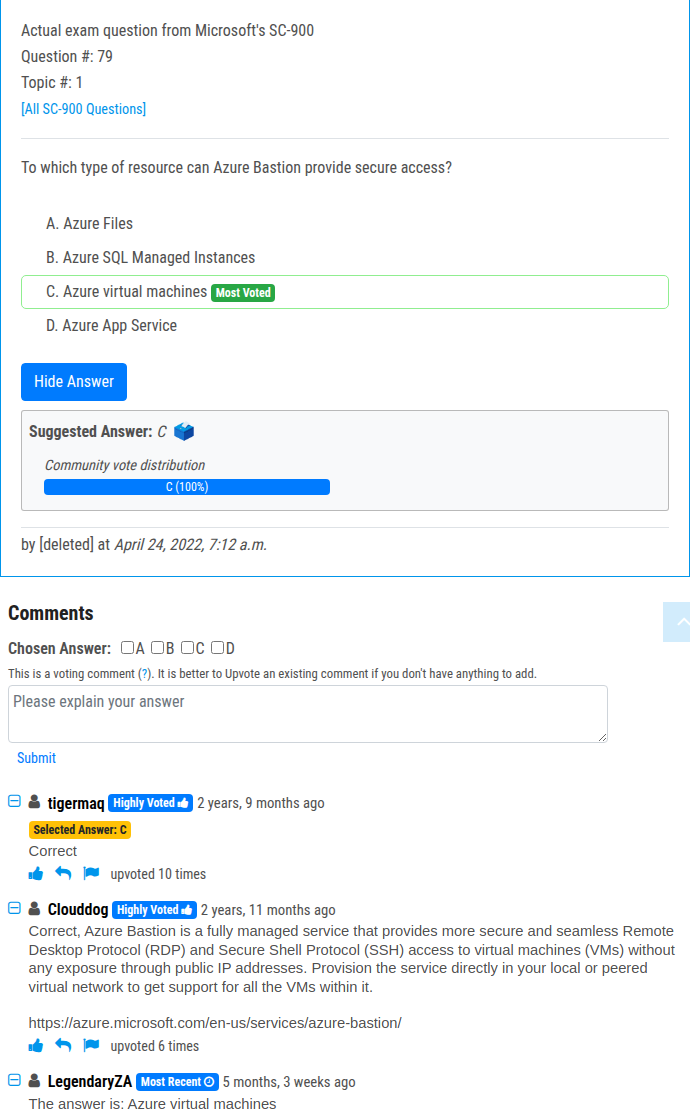 Actual exam question from Microsoft's SC-900
Question #: 79
Topic #: 1
[All SC-900 Questions]
To which type of resource can Azure Bastion provide secure access?
A. Azure Files
B. Azure SQL Managed Instances
C. Azure virtual machines Most Voted
D. Azure App Service
Hide Answer
Suggested Answer: C
Community vote distribution
C (100%)
by [deleted] at April 24, 2022, 7:12 a.m.
Comments
Chosen Answer: A B C D
This is a voting comment (?). It is better to Upvote an existing comment if you don't have anything to add.
Please explain your answer
Submit
tigermaq Highly Voted 2 years, 9 months ago
Selected Answer: C
Correct
upvoted 10 times
Clouddog Highly Voted 2 years, 11 months ago
Correct, Azure Bastion is a fully managed service that provides more secure and seamless Remote
Desktop Protocol (RDP) and Secure Shell Protocol (SSH) access to virtual machines (VMs) without
any exposure through public IP addresses. Provision the service directly in your local or peered
virtual network to get support for all the VMs within it.
https://azure.microsoft.com/en-us/services/azure-bastion/
upvoted 6 times
LegendaryZA Most Recent 5 months, 3 weeks ago
The answer is: Azure virtual machines